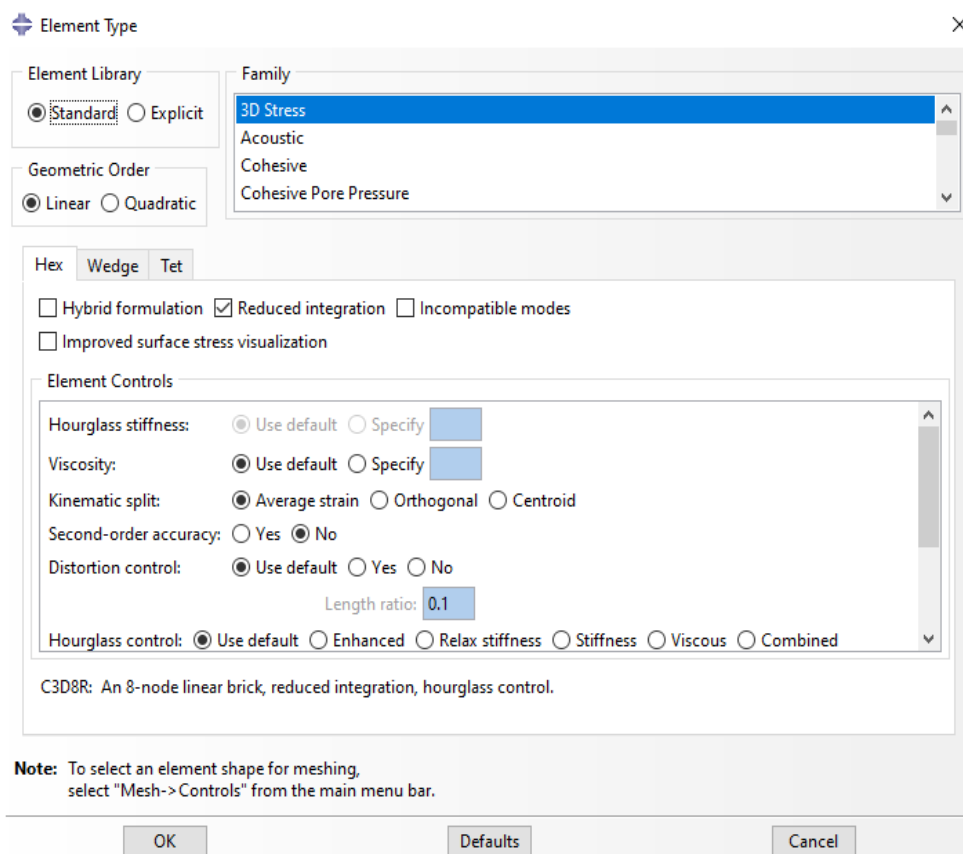 Element Type
Element Library
Standard Explicit
Family
3D Stress
Acoustic
Cohesive
Cohesive Pore Pressure
Geometric Order
Linear Quadratic
Hex Wedge Tet
Hybrid formulation Reduced integration Incompatible modes
Improved surface stress visualization
Element Controls
Hourglass stiffness: Use default Specify
Viscosity: Use default Specify
Kinematic split: Average strain Orthogonal Centroid
Second-order accuracy: Yes No
Distortion control: Use default Yes No
Length ratio: 0.1
Hourglass control: Use default Enhanced Relax stiffness Stiffness Viscous Combined
C3D8R: An 8-node linear brick, reduced integration, hourglass control.
Note: To select an element shape for meshing,
select "Mesh->Controls" from the main menu bar.
OK Defaults Cancel